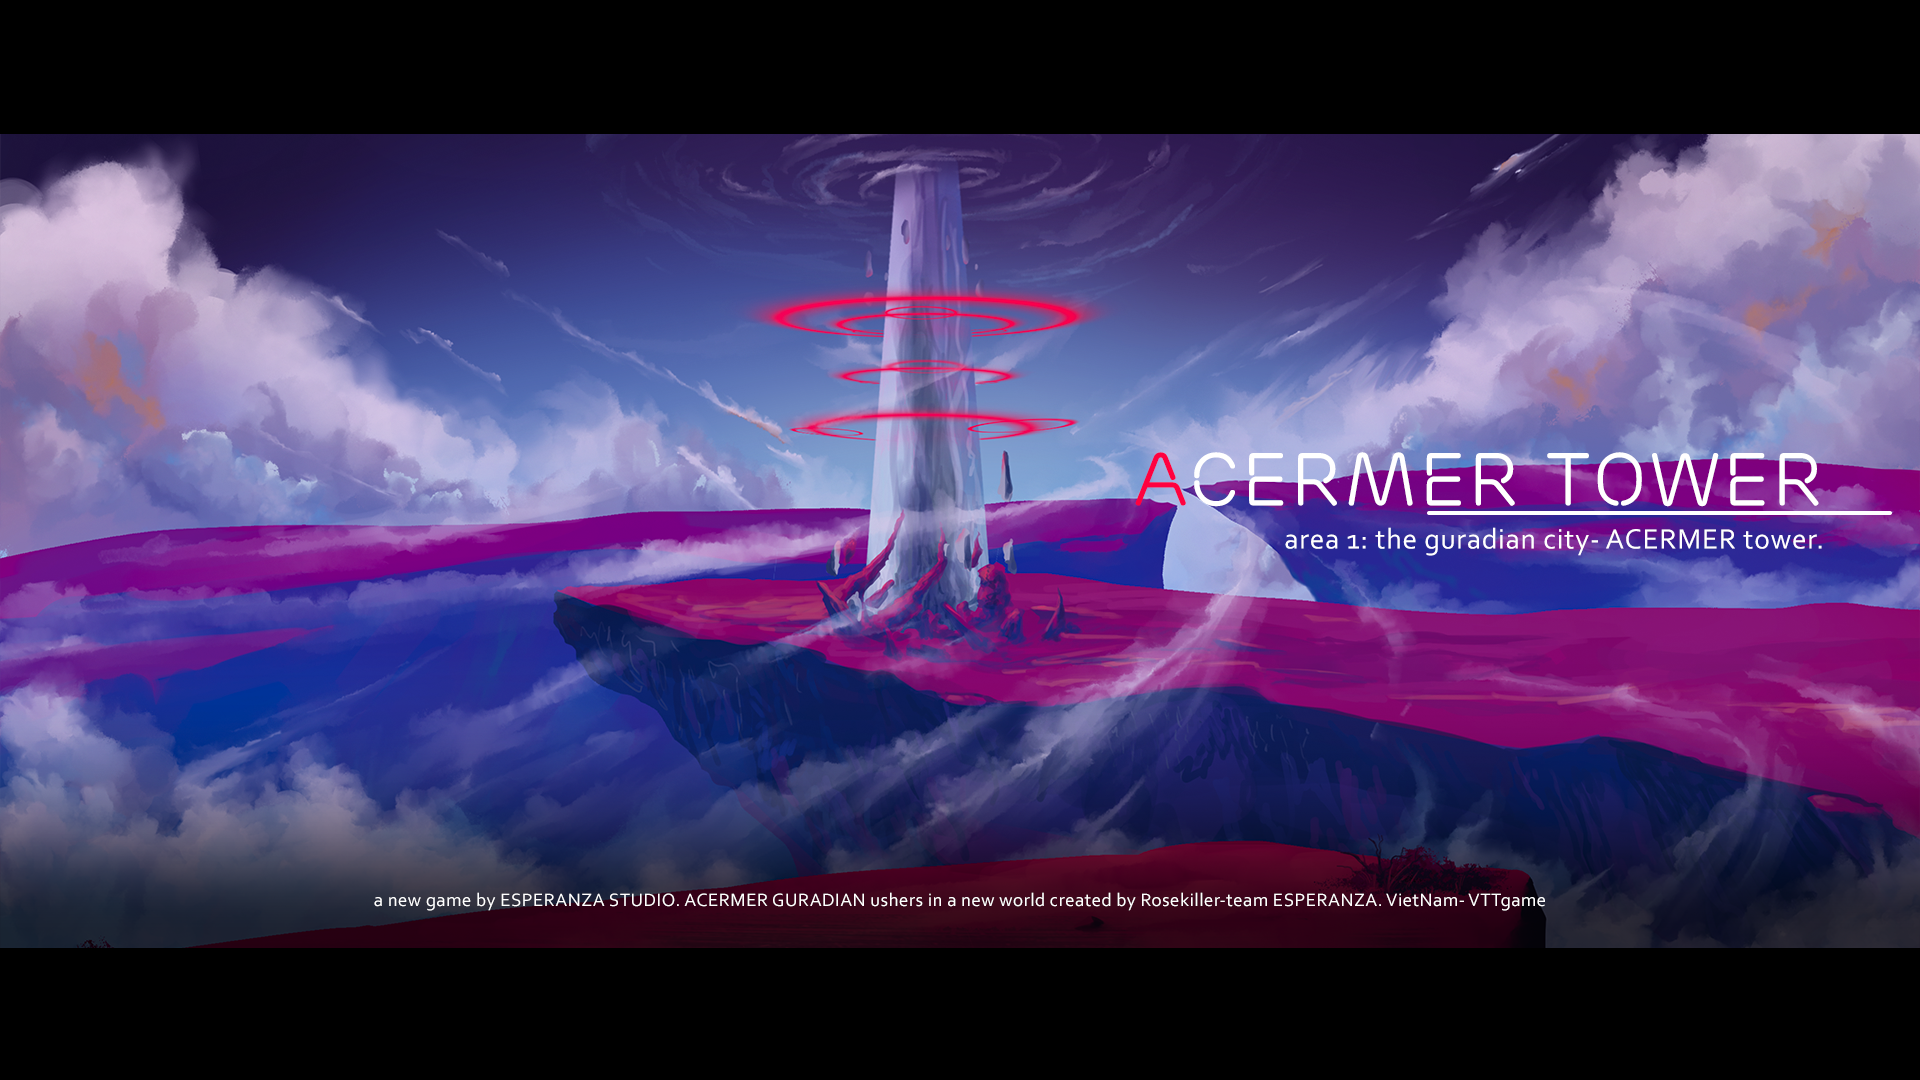 ACERMER TOWER
area 1: the guradian city- ACERMER tower.
a new game by ESPERANZA STUDIO. ACERMER GURADIAN ushers in a new world created by Rosekiller-team ESPERANZA. VietNam- VTTgame